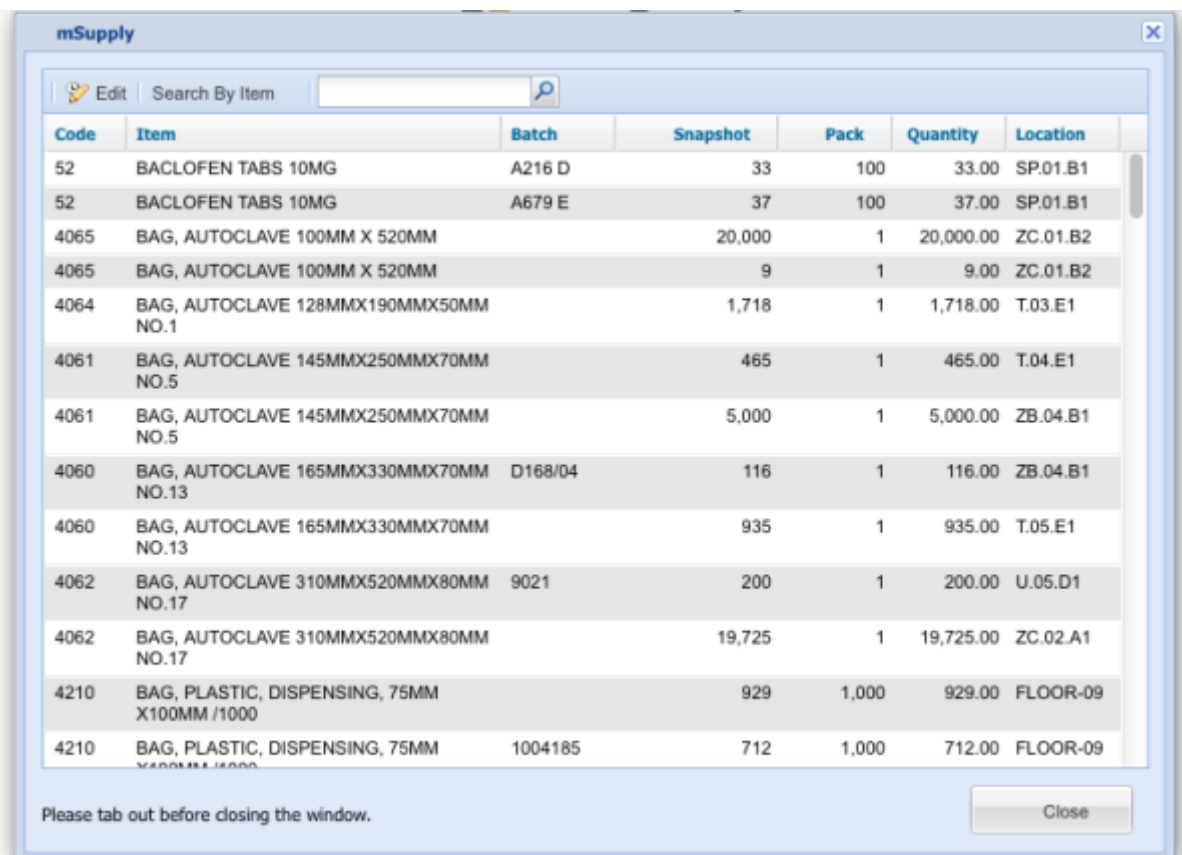 mSupply
Edit Search By Item
Code Item Batch Snapshot Pack Quantity Location
52 BACLOFEN TABS 10MG A216 D 33 100 33.00 SP.01.B1
52 BACLOFEN TABS 10MG A679 E 37 100 37.00 SP.01.B1
4065 BAG, AUTOCLAVE 100MM X 520MM 20,000 1 20,000.00 ZC.01.B2
4065 BAG, AUTOCLAVE 100MM X 520MM 9 1 9.00 ZC.01.B2
4064 BAG, AUTOCLAVE 128MMX190MMX50MM 1,718 1 1,718.00 T.03.E1
NO.1
4061 BAG, AUTOCLAVE 145MMX250MMX70MM 465 1 465.00 T.04.E1
NO.5
4061 BAG, AUTOCLAVE 145MMX250MMX70MM 5,000 1 5,000.00 ZB.04.B1
NO.5
4060 BAG, AUTOCLAVE 165MMX330MMX70MM D168/04 116 1 116.00 ZB.04.B1
NO.13
4060 BAG, AUTOCLAVE 165MMX330MMX70MM 935 1 935.00 T.05.E1
NO.13
4062 BAG, AUTOCLAVE 310MMX520MMX80MM 9021 200 1 200.00 U.05.D1
NO.17
4062 BAG, AUTOCLAVE 310MMX520MMX80MM 19,725 1 19,725.00 ZC.02.A1
NO.17
4210 BAG, PLASTIC, DISPENSING, 75MM 929 1,000 929.00 FLOOR-09
X100MM /1000
4210 BAG, PLASTIC, DISPENSING, 75MM 1004185 712 1,000 712.00 FLOOR-09
Please tab out before closing the window.
Close